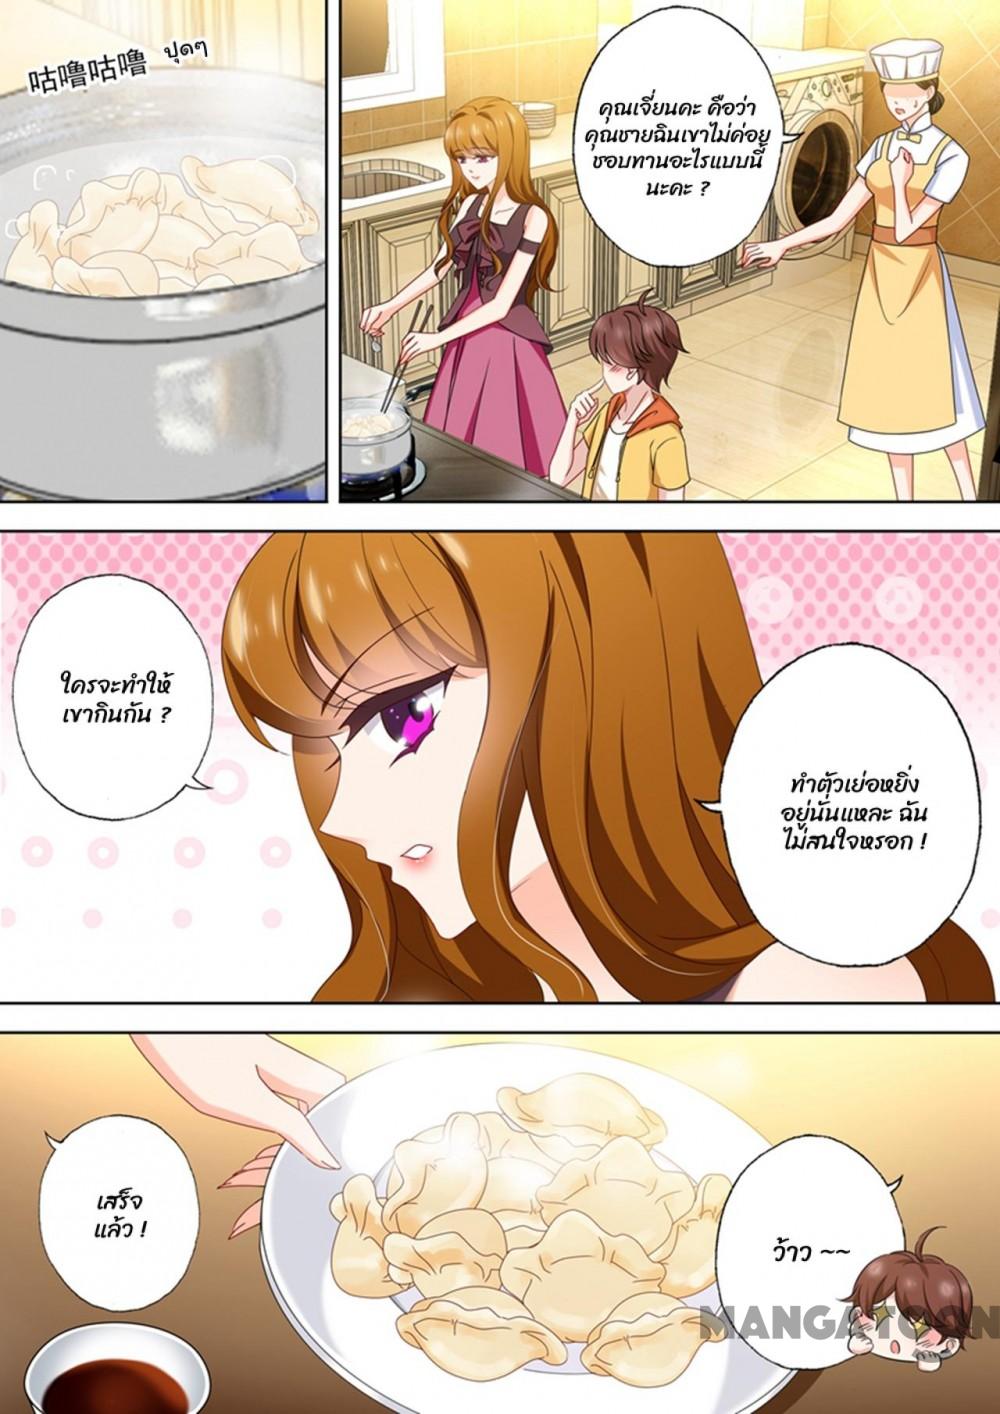 咕噜咕噜
ปุดๆ
คุณเจี่ยนคะ คือว่า
คุณชายฉินเขาไม่ค่อย
ชอบทานอะไรแบบนี้
นะคะ ?
ใครจะทำให้
เขากินกัน ?
ทำตัวเย่อหยิ่ง
อยู่นั่นแหละ ฉัน
ไม่สนใจหรอก !
เสร็จ
แล้ว !
ว้าว ~~
MANGATOON